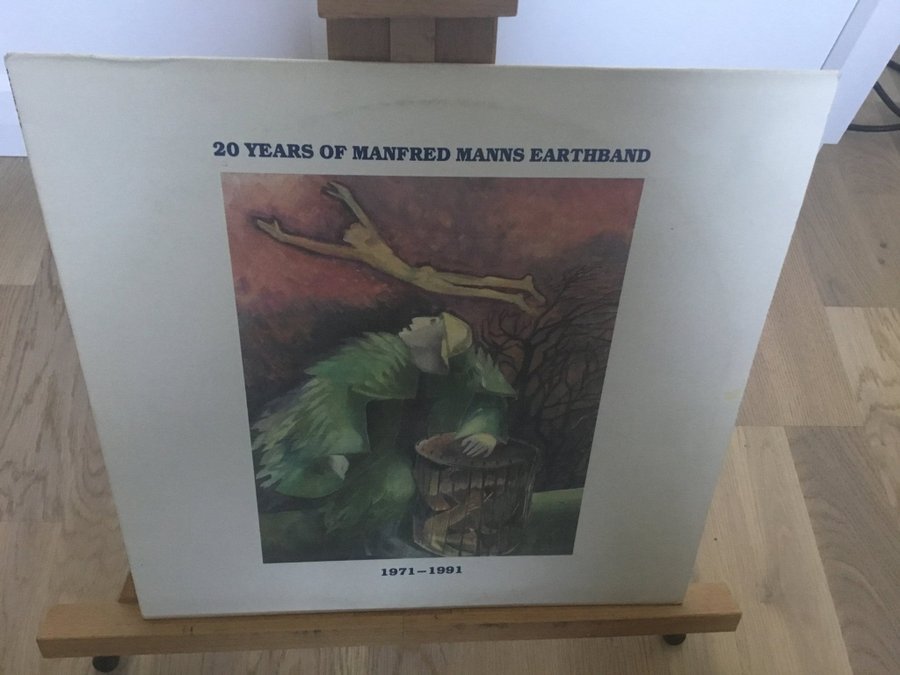 20 YEARS OF MANFRED MANNS EARTHBAND
1971–1991